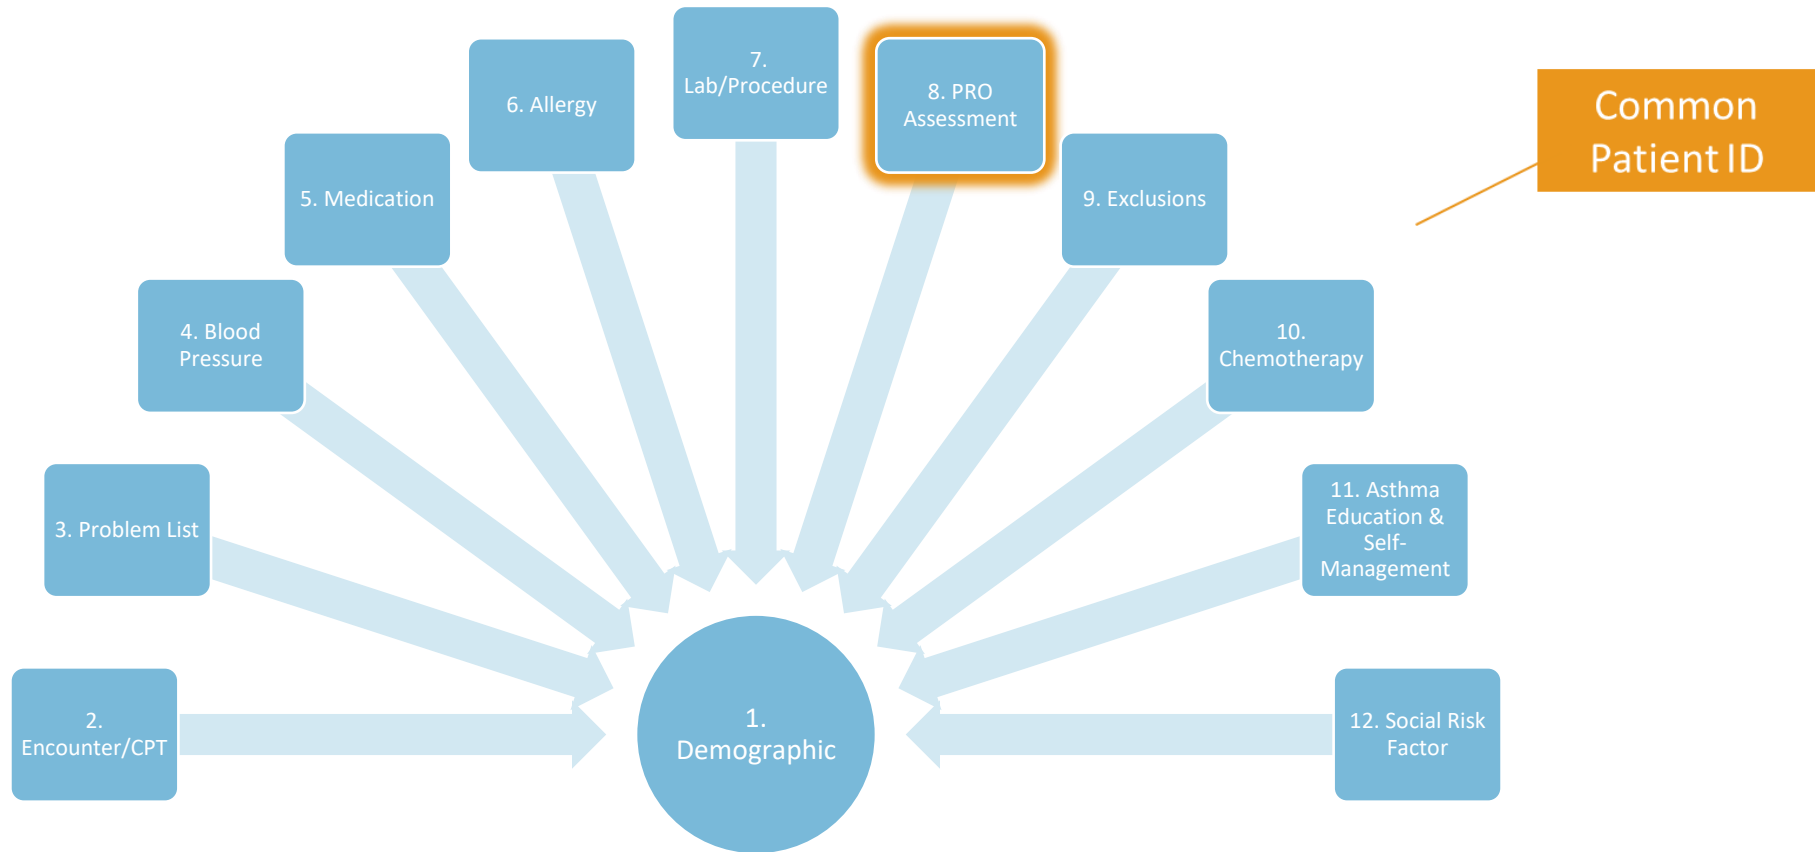 7.
Lab/Procedure
6. Allergy
8. PRO
Assessment
Common
Patient ID
5. Medication
9. Exclusions
4. Blood
Pressure
10.
Chemotherapy
3. Problem List
11. Asthma
Education &
Self-
Management
2.
Encounter/CPT
1.
Demographic
12. Social Risk
Factor